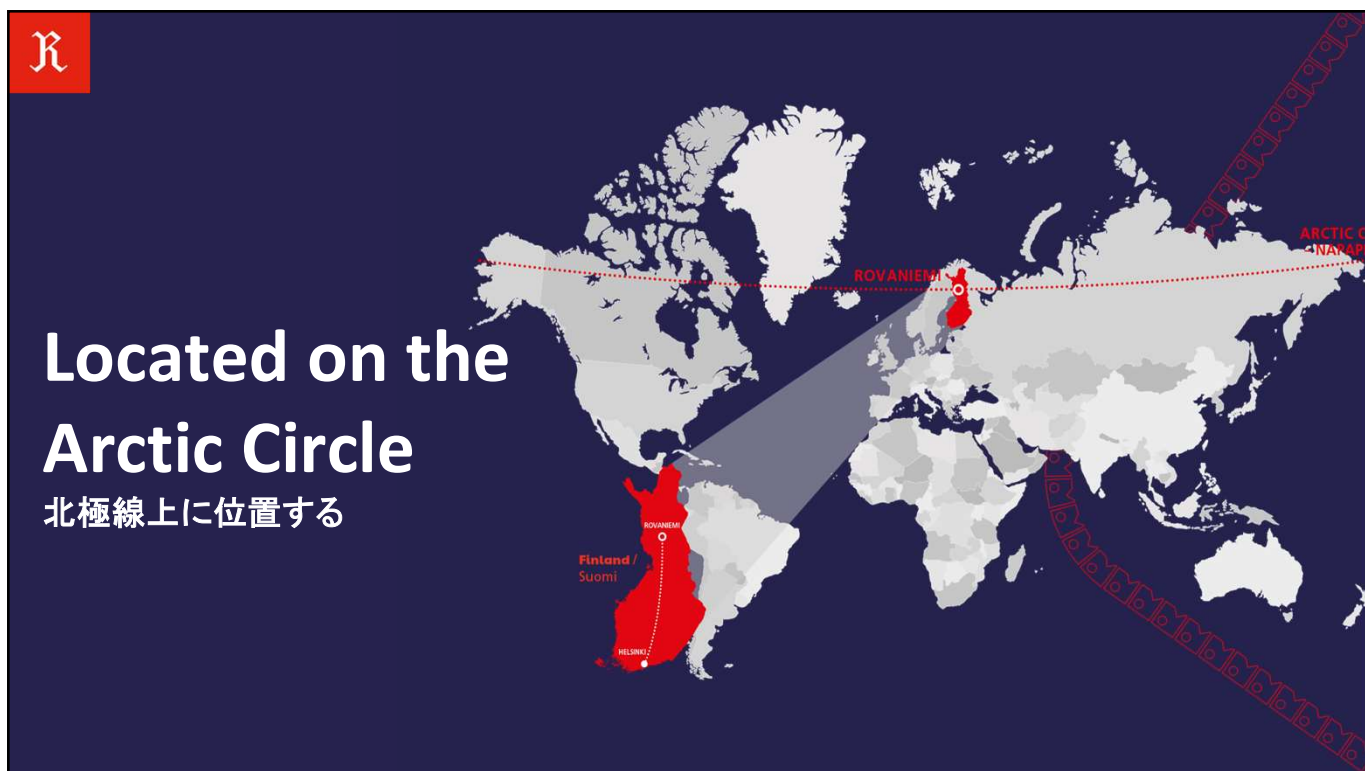 R
Located on the
Arctic Circle
北極線上に位置する
ROVANIEMI
ARCTIC C
ROVANIEMI
Finland /
Suomi
HELSINKI